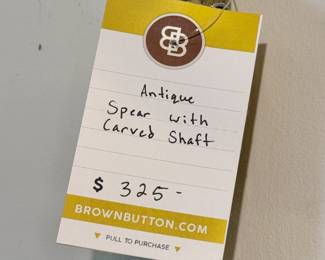 Antique
Spear with
Carved Shaft
$ 325-
BROWNBUTTON.COM
PULL TO PURCHASE